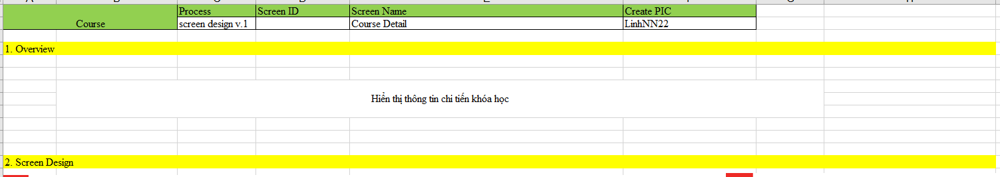 Process Screen ID Screen Name Create PIC
Course screen design v.1 Course Detail LinhNN22
1. Overview
Hiển thị thông tin chi tiến khóa học
2. Screen Design